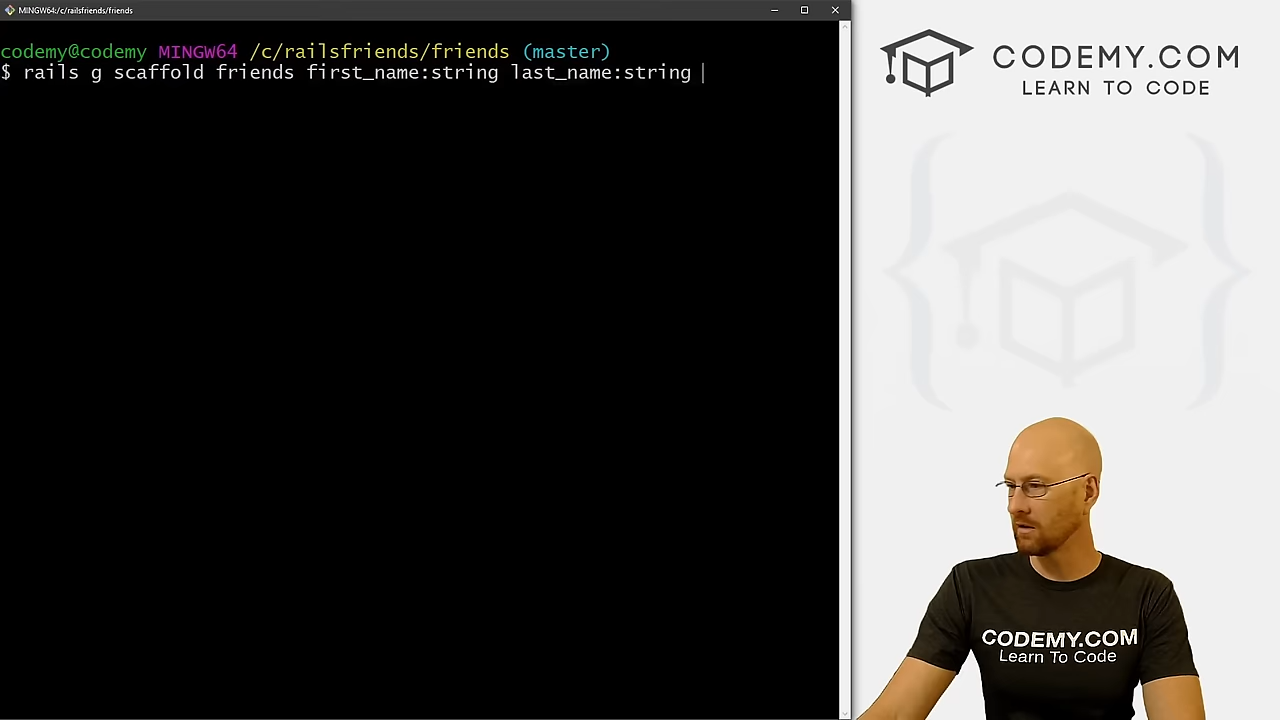 MINGW64:/c/railsfriends/friends
codemy@codemy MINGW64 /c/railsfriends/friends (master)
$ rails g scaffold friends first_name:string last_name:string
CODEMY.COM
LEARN TO CODE
CODEMY.COM
Learn To Code